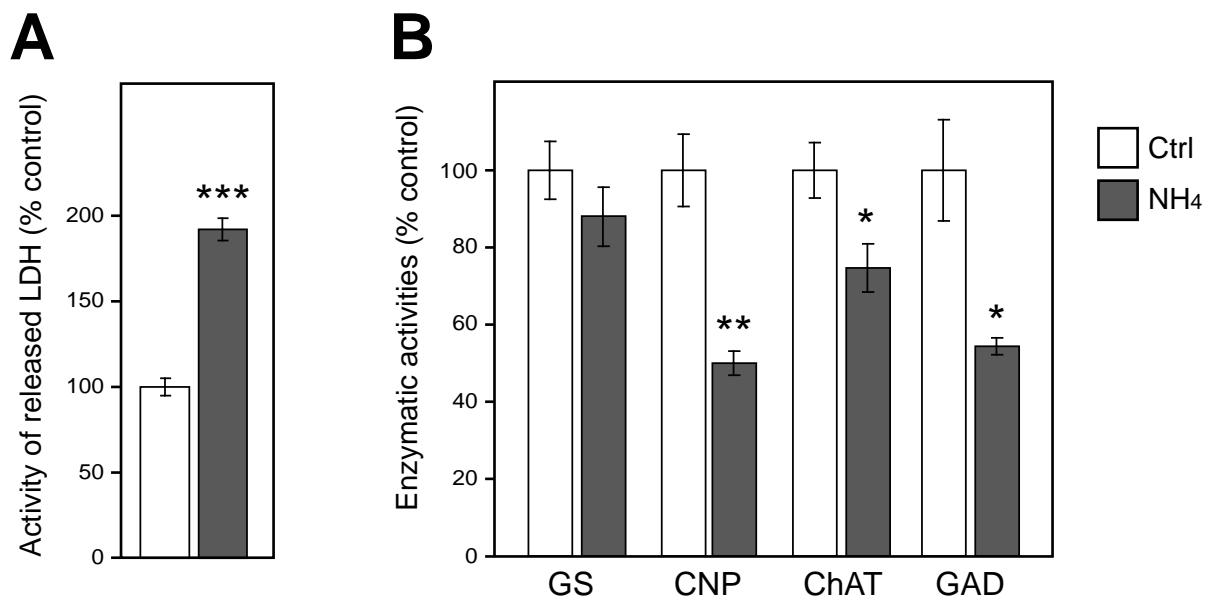 A
Activity of released LDH (% control)
200
150
100
50
0
***
B
Enzymatic activities (% control)
100
80
60
40
20
0
**
*
*
GS CNP ChAT GAD
Ctrl
NH4